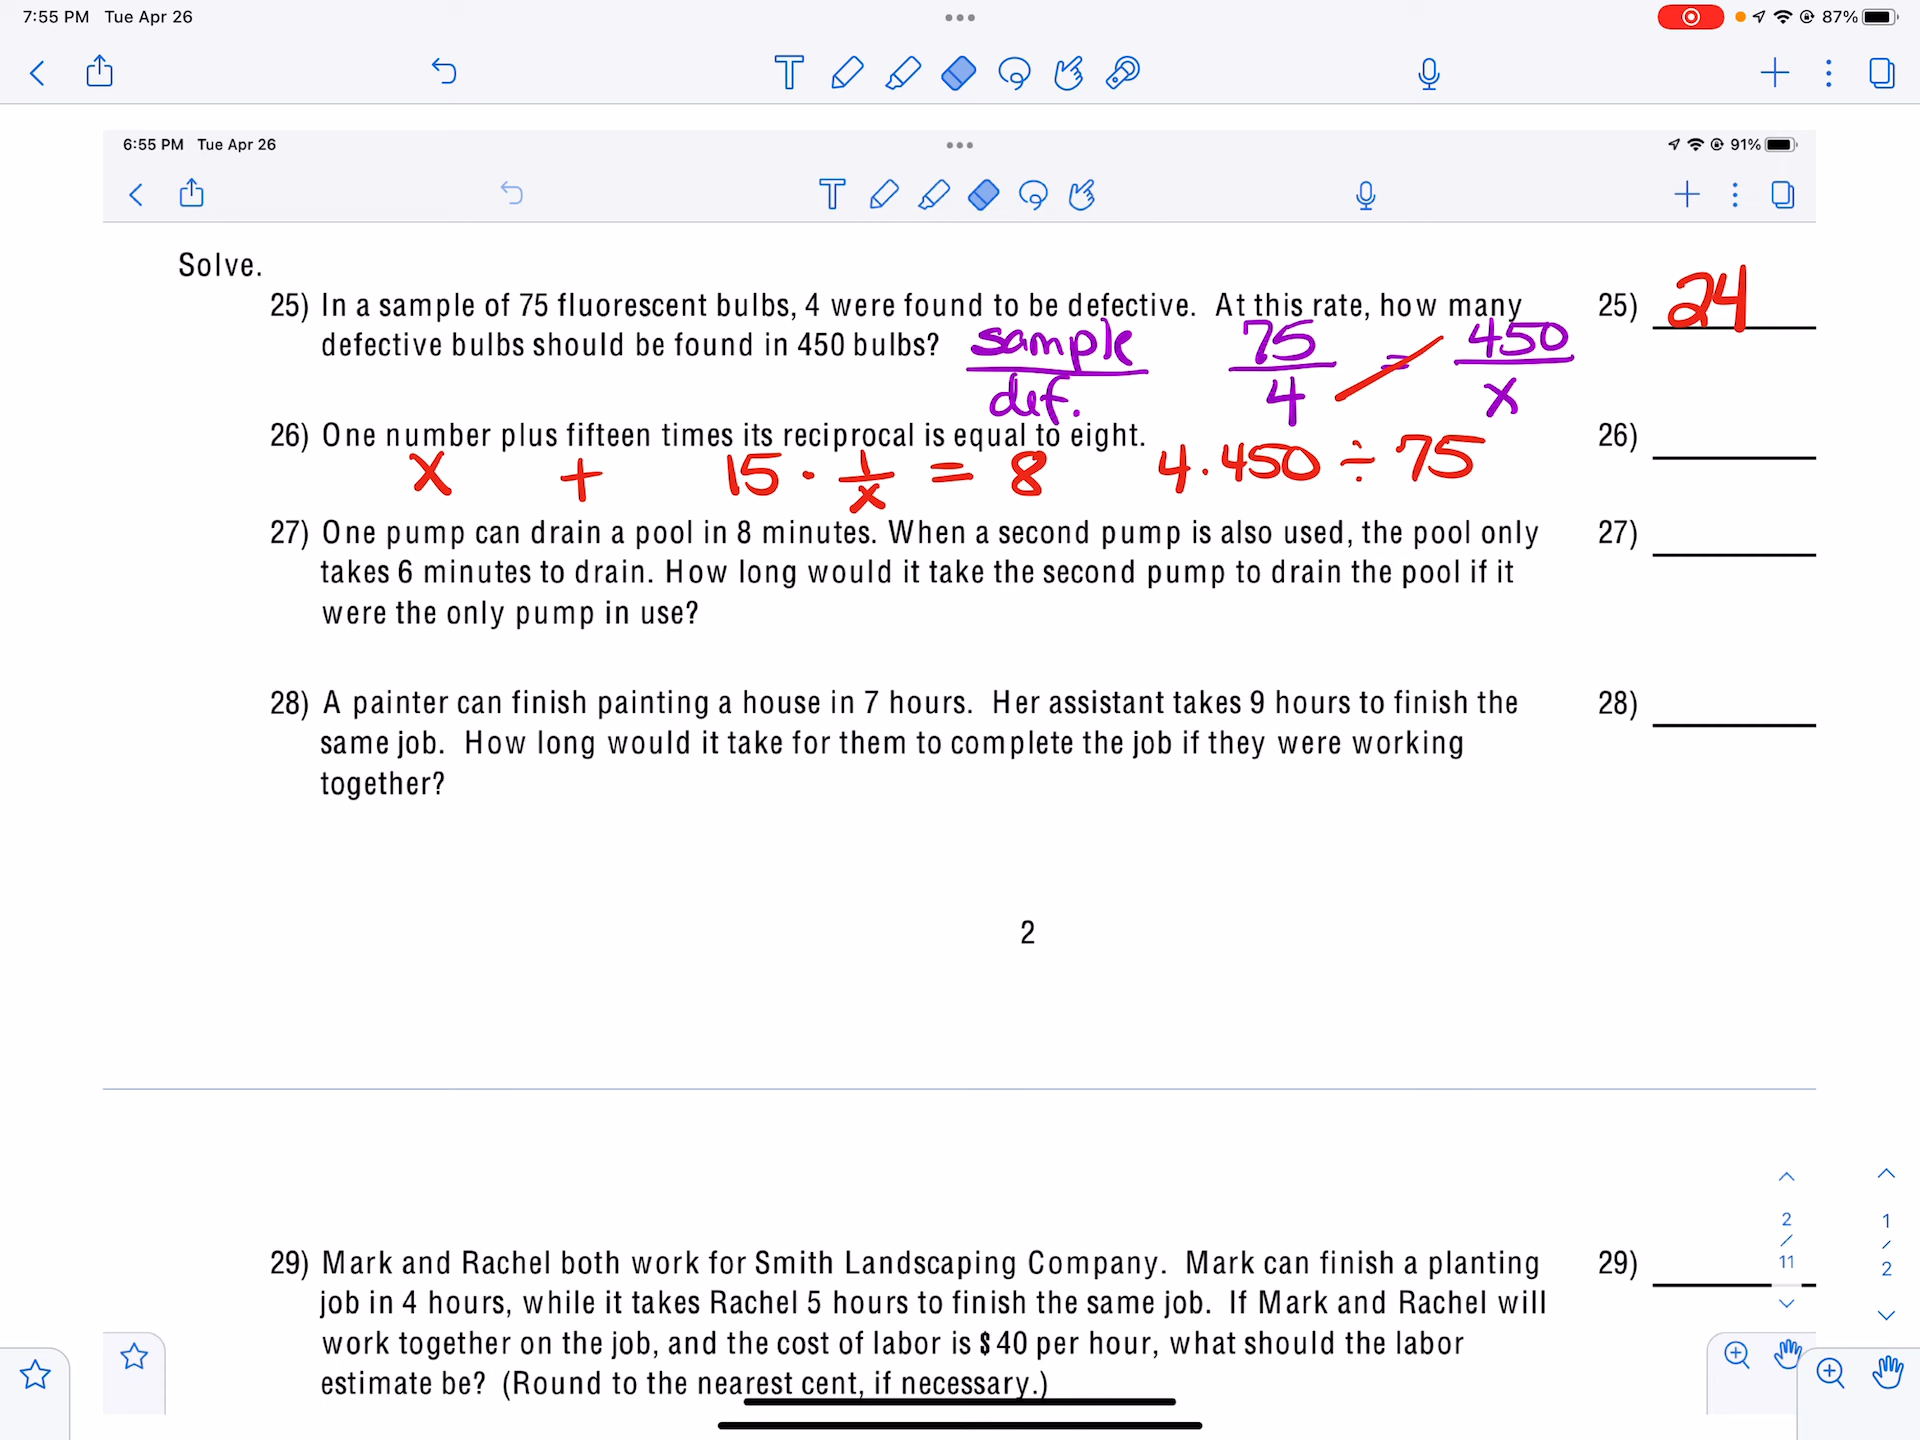 7:55 PM Tue Apr 26
87%
6:55 PM Tue Apr 26
91%
Solve.
25) In a sample of 75 fluorescent bulbs, 4 were found to be defective. At this rate, how many 25) 24
defective bulbs should be found in 450 bulbs? sample/def. 75/4 = 450/x
26) One number plus fifteen times its reciprocal is equal to eight. 26)
x + 15 · 1/x = 8 4 · 450 ÷ 75
27) One pump can drain a pool in 8 minutes. When a second pump is also used, the pool only 27)
takes 6 minutes to drain. How long would it take the second pump to drain the pool if it
were the only pump in use?
28) A painter can finish painting a house in 7 hours. Her assistant takes 9 hours to finish the 28)
same job. How long would it take for them to complete the job if they were working
together?
2
29) Mark and Rachel both work for Smith Landscaping Company. Mark can finish a planting 29)
job in 4 hours, while it takes Rachel 5 hours to finish the same job. If Mark and Rachel will
work together on the job, and the cost of labor is $40 per hour, what should the labor
estimate be? (Round to the nearest cent, if necessary.)
2 / 11
1 / 2